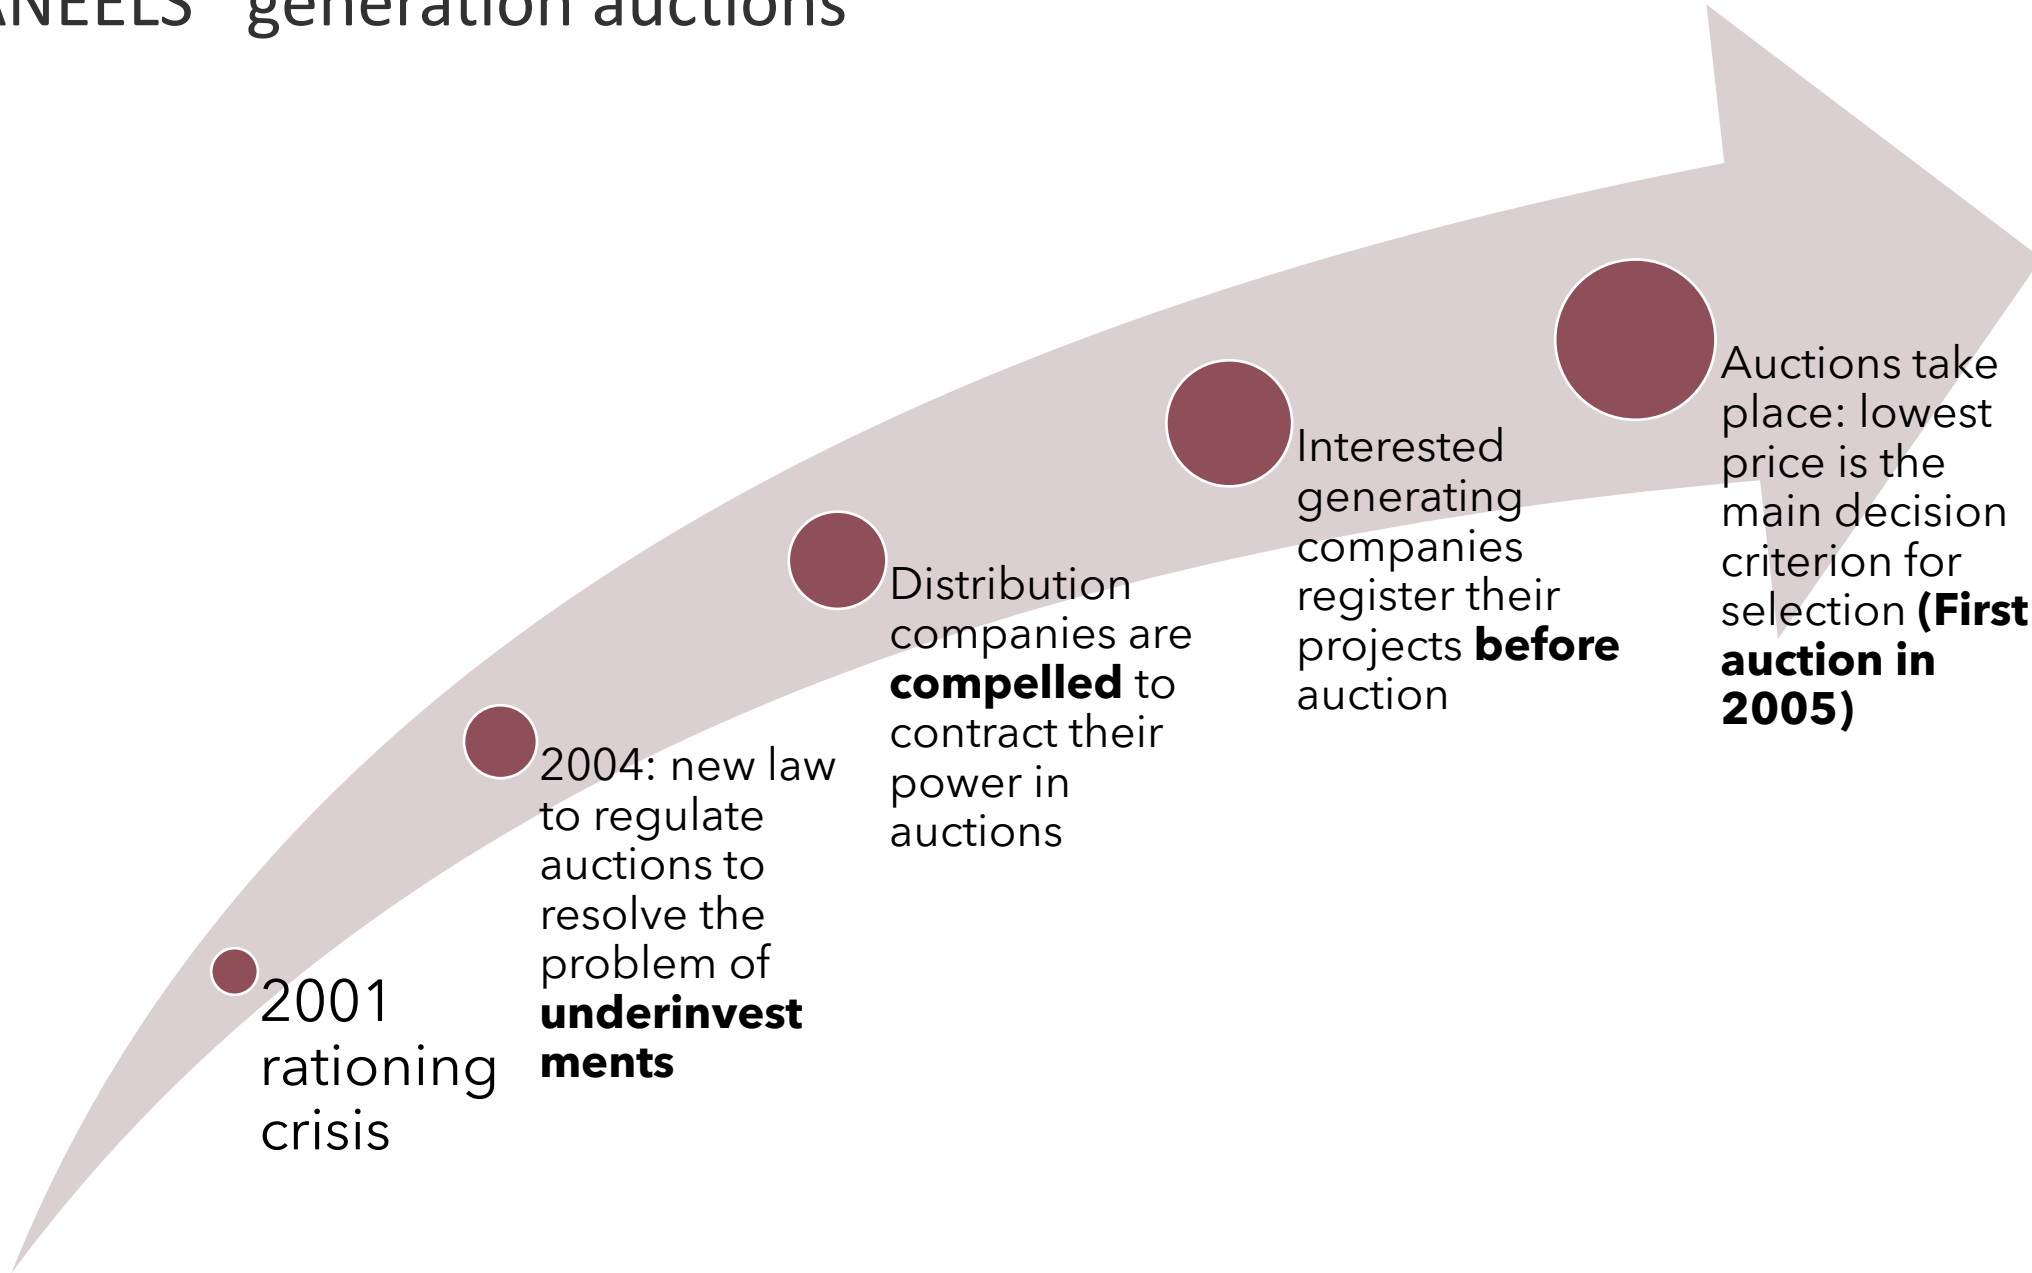 ANEELS generation auctions
2001
rationing
crisis
2004: new law
to regulate
auctions to
resolve the
problem of
underinvest
ments
Distribution
companies are
compelled to
contract their
power in
auctions
Interested
generating
companies
register their
projects before
auction
Auctions take
place: lowest
price is the
main decision
criterion for
selection (First
auction in
2005)